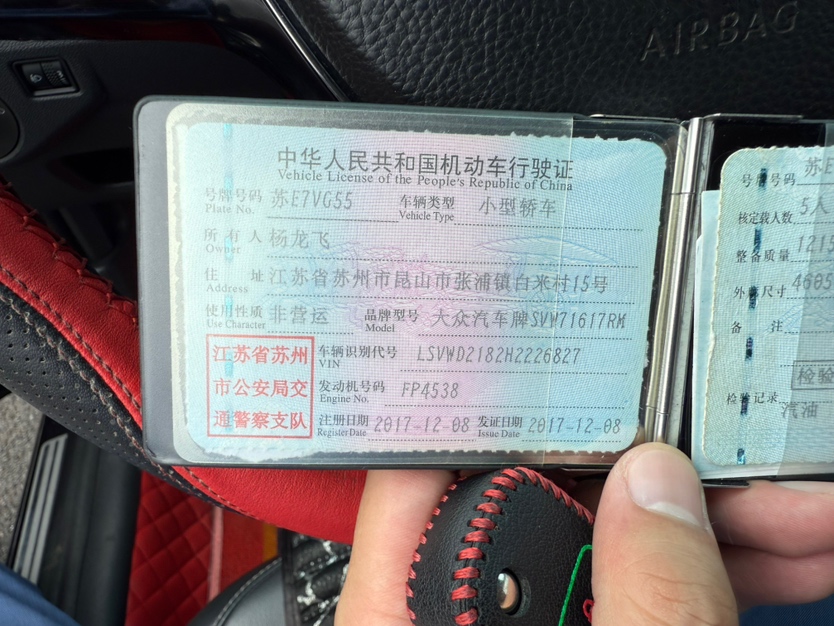 AIRBAG
中华人民共和国机动车行驶证
Vehicle License of the People's Republic of China
号牌号码 苏E7VG55 车辆类型 小型轿车
Plate No. Vehicle Type
所有人 杨龙飞
Owner
住址 江苏省苏州市昆山市张浦镇白米村15号
Address
使用性质 非营运 品牌型号 大众汽车牌SVW71617RM
Use Character Model
江苏省苏州
市公安局交
通警察支队
车辆识别代号 LSVWD2182H2226827
VIN
发动机号码 FP4538
Engine No.
注册日期 2017-12-08 发证日期 2017-12-08
Register Date Issue Date
号牌号码
核定载人数 5人
整备质量
外廓尺寸
备注
检验
检验记录
汽油